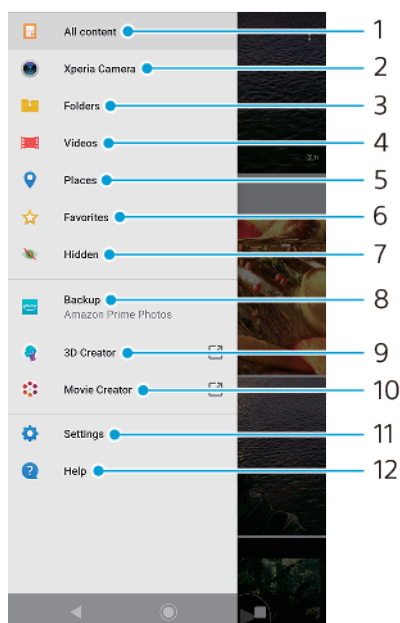 All content 1
Xperia Camera 2
Folders 3
Videos 4
Places 5
Favorites 6
Hidden 7
Backup 8
Amazon Prime Photos
3D Creator 9
Movie Creator 10
Settings 11
? Help 12